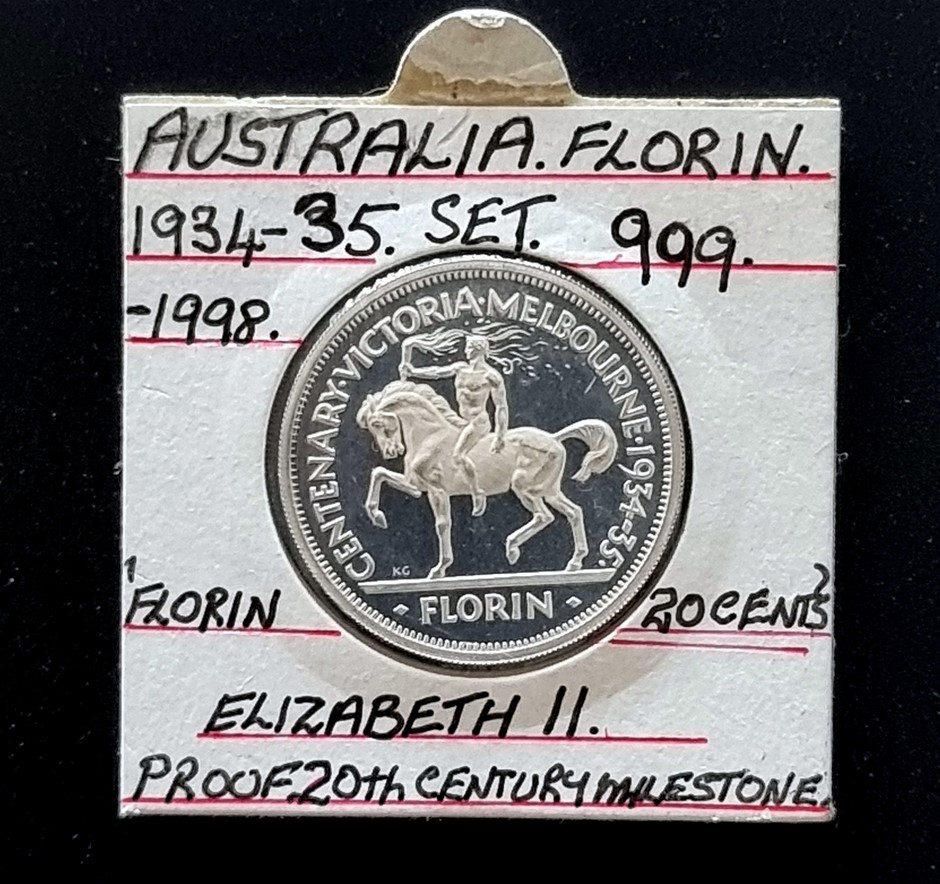 AUSTRALIA. FLORIN.
1934-35. SET. 999.
-1998.
CENTENARY·VICTORIA·MELBOURNE·1934-35·
KG
FLORIN
'FLORIN 20 CENTS'
ELIZABETH II.
PROOF. 20th CENTURY MILESTONE.